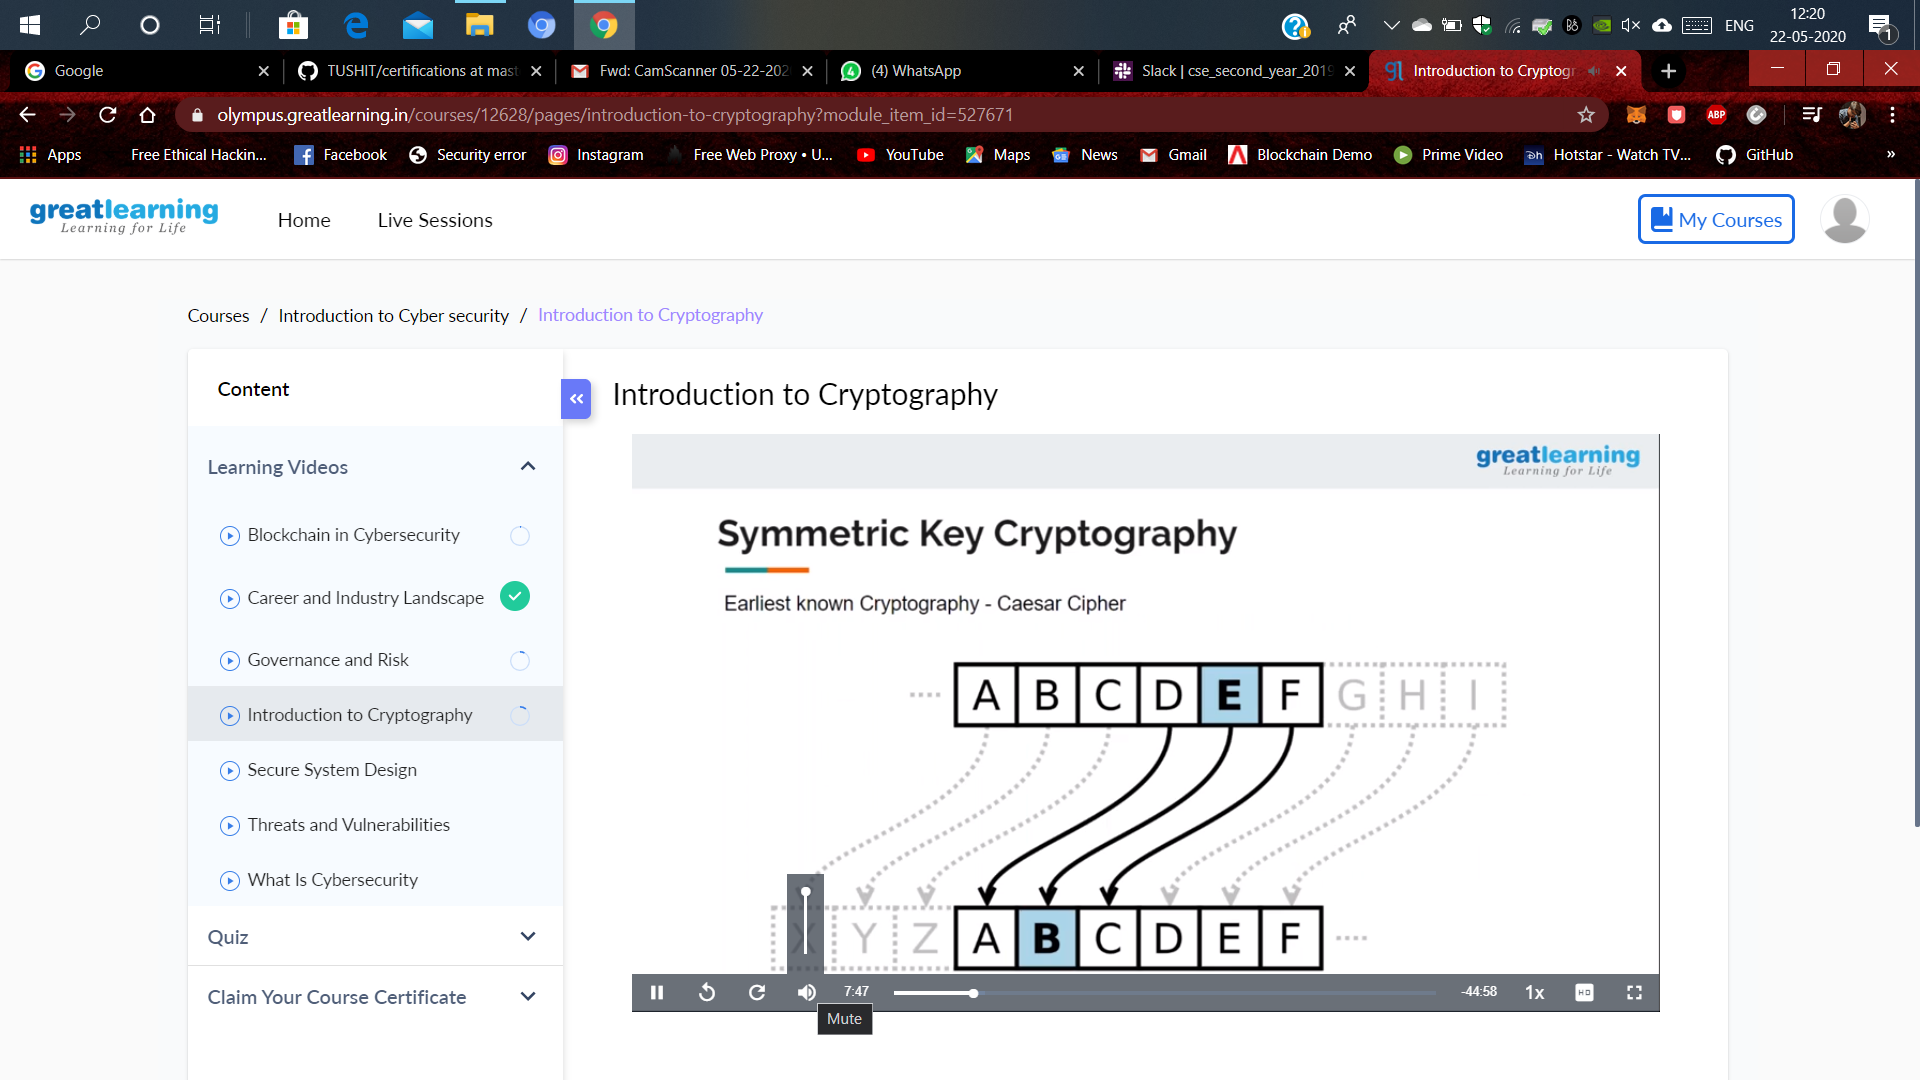 ENG
12:20
22-05-2020
1
Google
TUSHIT/certifications at mast
Fwd: CamScanner 05-22-202
(4) WhatsApp
Slack | cse_second_year_2019
Introduction to Cryptogr
olympus.greatlearning.in/courses/12628/pages/introduction-to-cryptography?module_item_id=527671
ABP
Apps
Free Ethical Hackin...
Facebook
Security error
Instagram
Free Web Proxy • U...
YouTube
Maps
News
Gmail
Blockchain Demo
Prime Video
Hotstar - Watch TV...
GitHub
»
greatlearning
Learning for Life
Home
Live Sessions
My Courses
Courses / Introduction to Cyber security / Introduction to Cryptography
Content
Introduction to Cryptography
Learning Videos
Blockchain in Cybersecurity
Career and Industry Landscape
Governance and Risk
Introduction to Cryptography
Secure System Design
Threats and Vulnerabilities
What Is Cybersecurity
Quiz
Claim Your Course Certificate
greatlearning
Learning for Life
Symmetric Key Cryptography
Earliest known Cryptography - Caesar Cipher
.... A B C D E F G H I
X Y Z A B C D E F ....
7:47
-44:58
1x
HD
Mute